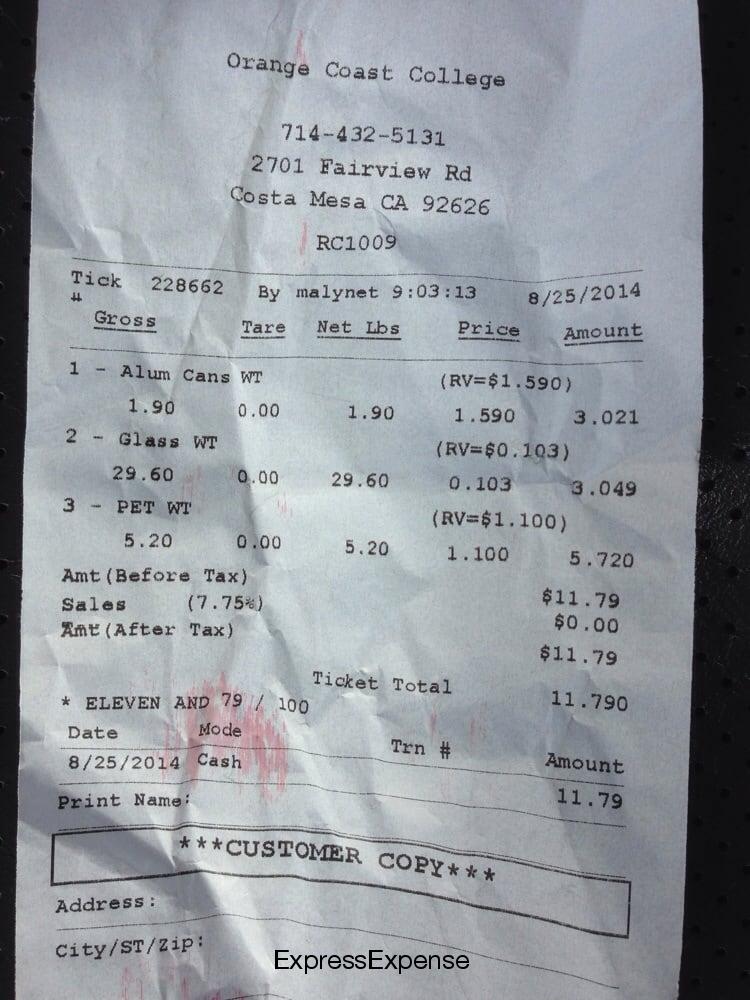 Orange Coast College
714-432-5131
2701 Fairview Rd
Costa Mesa CA 92626
RC1009
Tick # 228662 By malynet 9:03:13 8/25/2014
Gross Tare Net Lbs Price Amount
1 - Alum Cans WT (RV=$1.590)
1.90 0.00 1.90 1.590 3.021
2 - Glass WT (RV=$0.103)
29.60 0.00 29.60 0.103 3.049
3 - PET WT (RV=$1.100)
5.20 0.00 5.20 1.100 5.720
Amt(Before Tax) $11.79
Sales (7.75%) $0.00
Amt(After Tax) $11.79
Ticket Total 11.790
* ELEVEN AND 79 / 100
Date Mode Trn # Amount
8/25/2014 Cash 11.79
Print Name:
***CUSTOMER COPY***
Address:
City/ST/Zip:
ExpressExpense